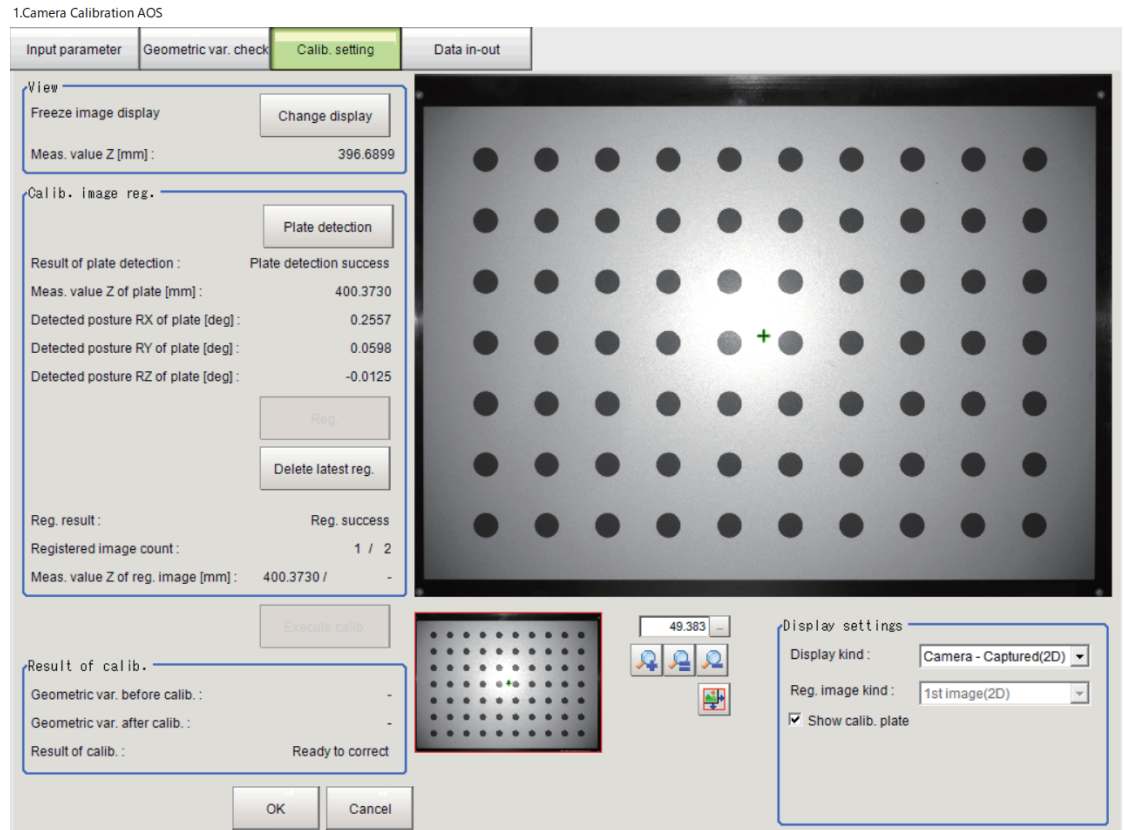 1.Camera Calibration AOS
Input parameter
Geometric var. check
Calib. setting
Data in-out
View
Freeze image display
Change display
Meas. value Z [mm] :
396.6899
Calib. image reg.
Plate detection
Result of plate detection :
Plate detection success
Meas. value Z of plate [mm] :
400.3730
Detected posture RX of plate [deg] :
0.2557
Detected posture RY of plate [deg] :
0.0598
Detected posture RZ of plate [deg] :
-0.0125
Reg.
Delete latest reg.
Reg. result :
Reg. success
Registered image count :
1 / 2
Meas. value Z of reg. image [mm] :
400.3730 / -
Execute calib.
Result of calib.
Geometric var. before calib. :
-
Geometric var. after calib. :
-
Result of calib. :
Ready to correct
OK
Cancel
49.383
...
Display settings
Display kind :
Camera - Captured(2D)
Reg. image kind :
1st image(2D)
Show calib. plate